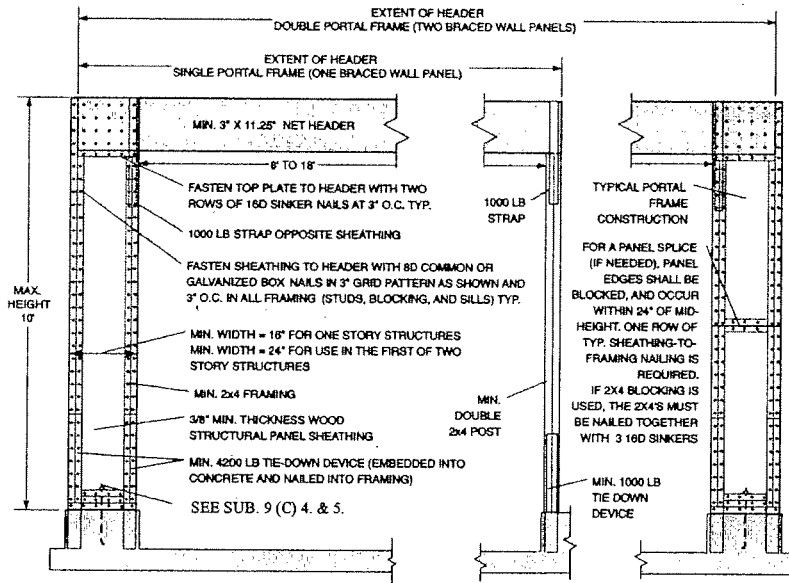 EXTENT OF HEADER
DOUBLE PORTAL FRAME (TWO BRACED WALL PANELS)
EXTENT OF HEADER
SINGLE PORTAL FRAME (ONE BRACED WALL PANEL)
MIN. 3" X 11.25" NET HEADER
6' TO 18'
FASTEN TOP PLATE TO HEADER WITH TWO
ROWS OF 16D SINKER NAILS AT 3" O.C. TYP.
1000 LB STRAP OPPOSITE SHEATHING
FASTEN SHEATHING TO HEADER WITH 8D COMMON OR
GALVANIZED BOX NAILS IN 3" GRID PATTERN AS SHOWN AND
3" O.C. IN ALL FRAMING (STUDS, BLOCKING, AND SILLS) TYP.
MAX.
HEIGHT
10'
MIN. WIDTH = 16" FOR ONE STORY STRUCTURES
MIN. WIDTH = 24" FOR USE IN THE FIRST OF TWO
STORY STRUCTURES
MIN. 2x4 FRAMING
3/8" MIN. THICKNESS WOOD
STRUCTURAL PANEL SHEATHING
MIN. 4200 LB TIE-DOWN DEVICE (EMBEDDED INTO
CONCRETE AND NAILED INTO FRAMING)
SEE SUB. 9 (C) 4. & 5.
1000 LB
STRAP
MIN.
DOUBLE
2x4 POST
MIN. 1000 LB
TIE DOWN
DEVICE
TYPICAL PORTAL
FRAME
CONSTRUCTION
FOR A PANEL SPLICE
(IF NEEDED), PANEL
EDGES SHALL BE
BLOCKED, AND OCCUR
WITHIN 24" OF MID-
HEIGHT. ONE ROW OF
TYP. SHEATHING-TO-
FRAMING NAILING IS
REQUIRED.
IF 2X4 BLOCKING IS
USED, THE 2X4'S MUST
BE NAILED TOGETHER
WITH 3 16D SINKERS